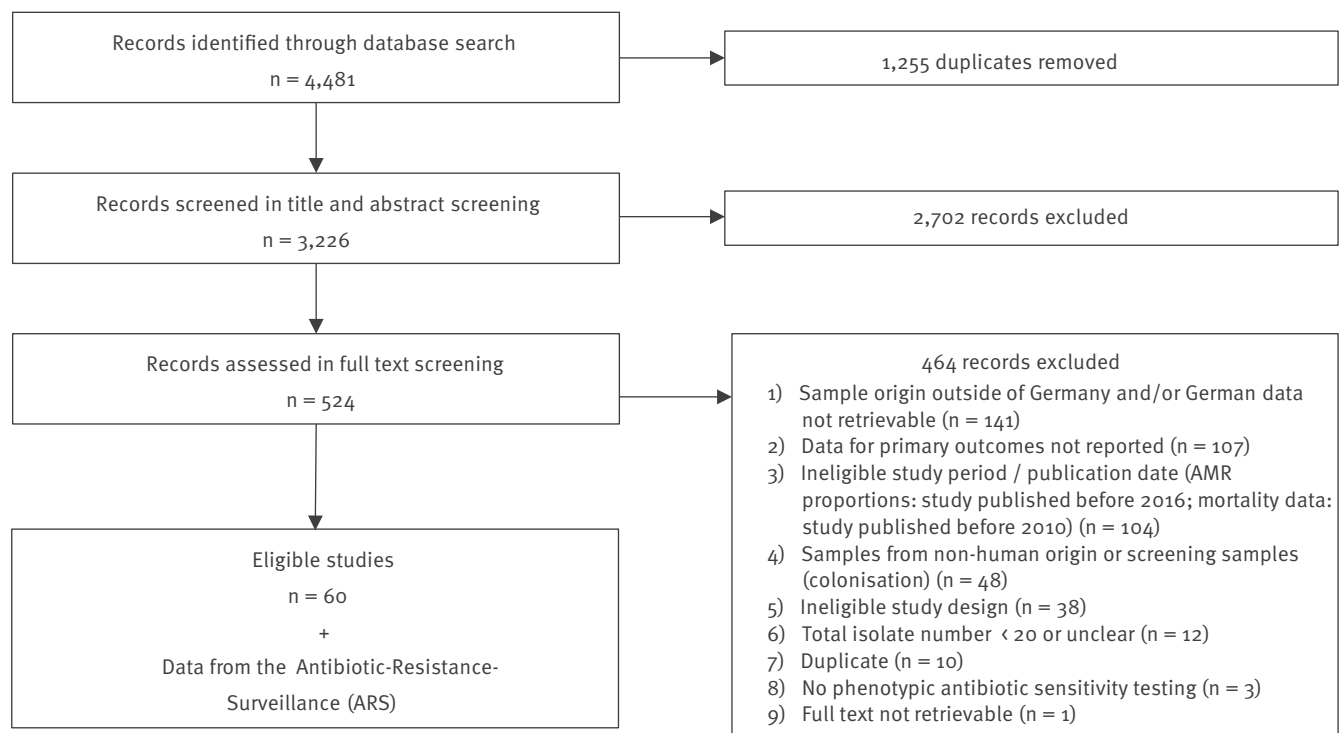 Records identified through database search
n = 4,481
1,255 duplicates removed
Records screened in title and abstract screening
n = 3,226
2,702 records excluded
Records assessed in full text screening
n = 524
464 records excluded
1) Sample origin outside of Germany and/or German data
not retrievable (n = 141)
2) Data for primary outcomes not reported (n = 107)
3) Ineligible study period / publication date (AMR
proportions: study published before 2016; mortality data:
study published before 2010) (n = 104)
4) Samples from non-human origin or screening samples
(colonisation) (n = 48)
5) Ineligible study design (n = 38)
6) Total isolate number < 20 or unclear (n = 12)
7) Duplicate (n = 10)
8) No phenotypic antibiotic sensitivity testing (n = 3)
9) Full text not retrievable (n = 1)
Eligible studies
n = 60
+
Data from the Antibiotic-Resistance-
Surveillance (ARS)